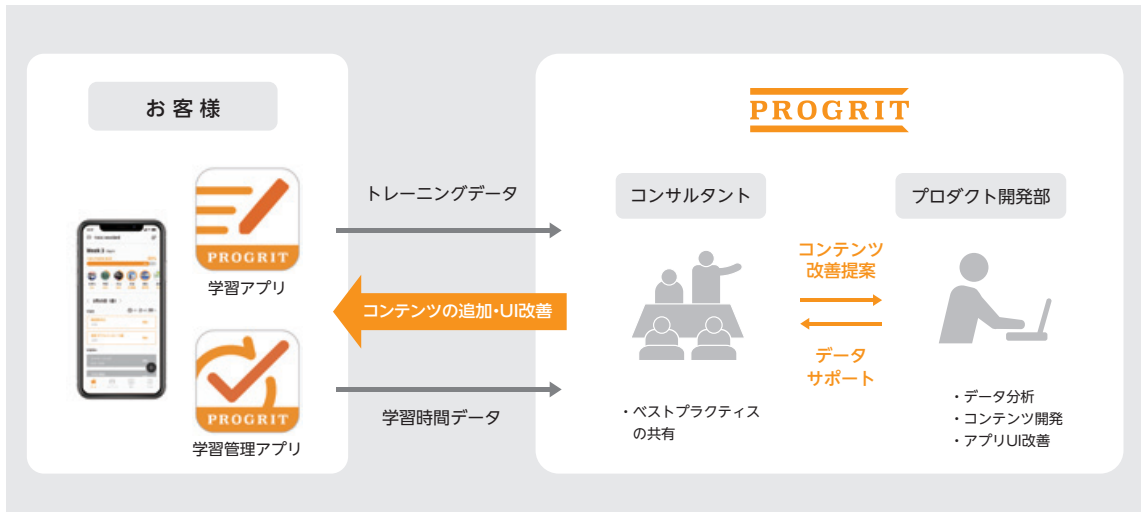 お客様
PROGRIT
学習アプリ
PROGRIT
学習管理アプリ
Week 3
トレーニングデータ
コンテンツの追加・UI改善
学習時間データ
PROGRIT
コンサルタント
・ベストプラクティス
の共有
コンテンツ
改善提案
データ
サポート
プロダクト開発部
・データ分析
・コンテンツ開発
・アプリUI改善